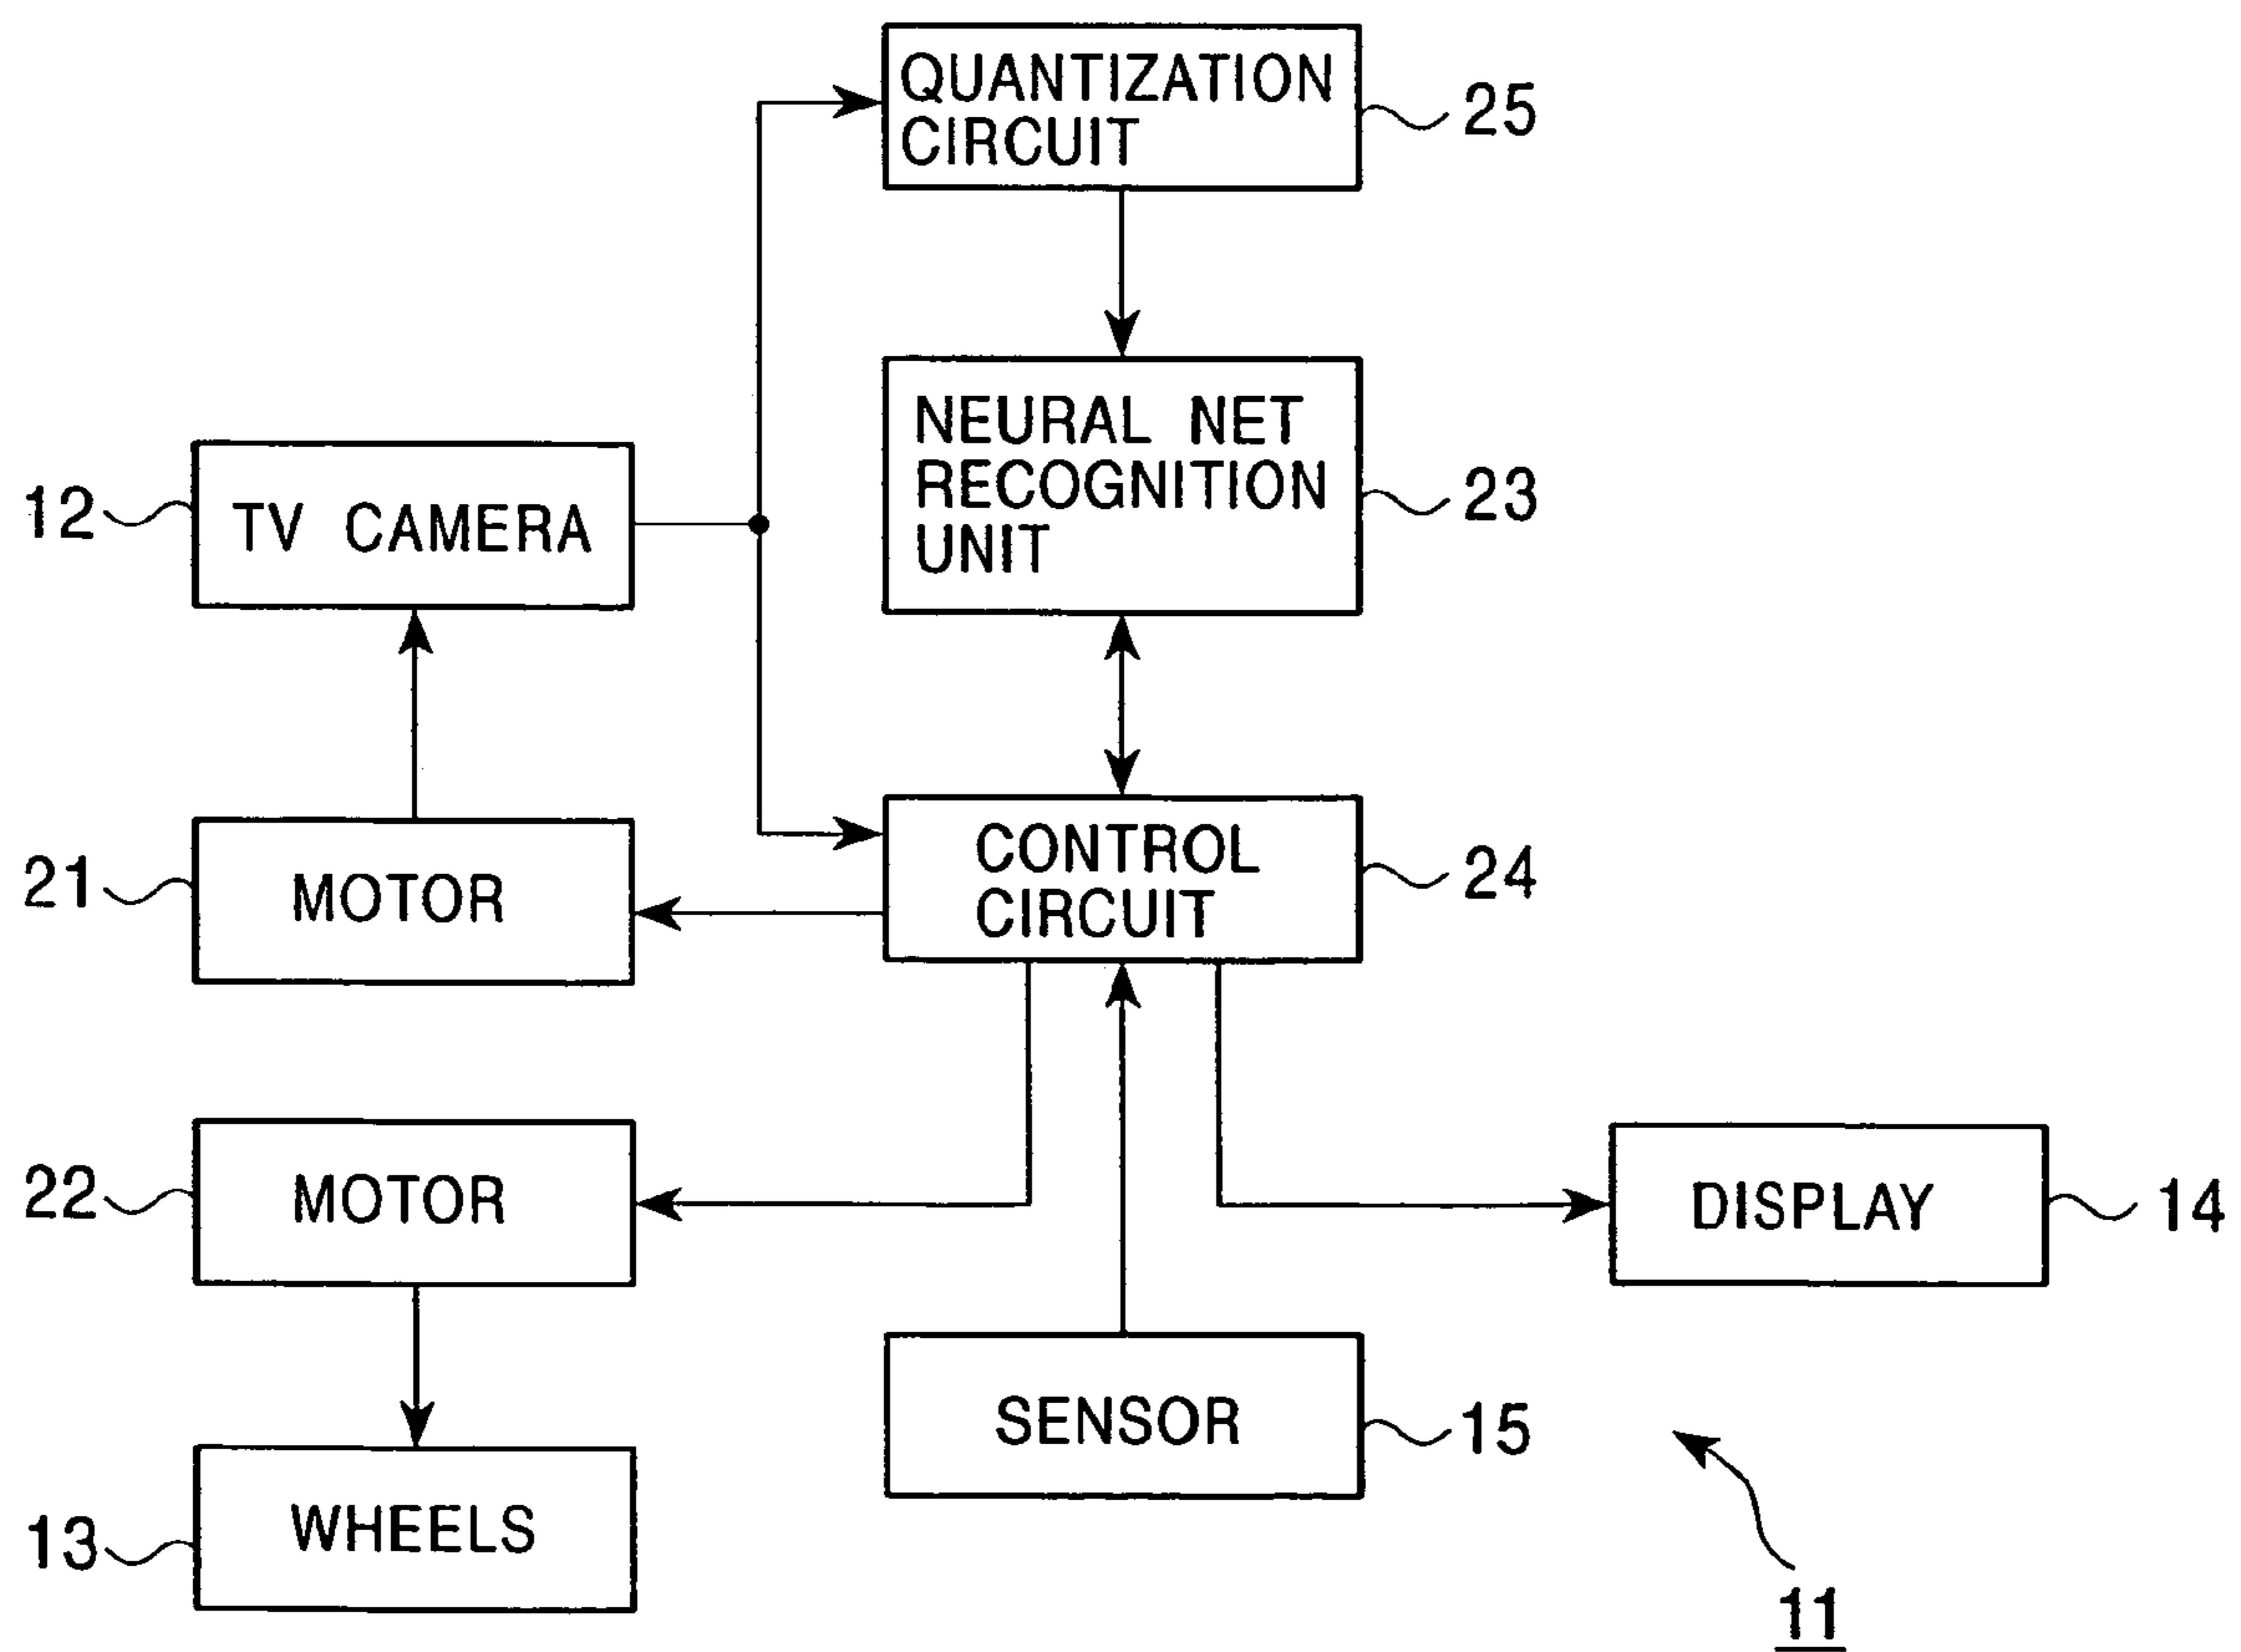 QUANTIZATION
CIRCUIT
25
NEURAL NET
RECOGNITION
UNIT
23
12
TV CAMERA
21
MOTOR
CONTROL
CIRCUIT
24
22
MOTOR
DISPLAY
14
SENSOR
15
13
WHEELS
11